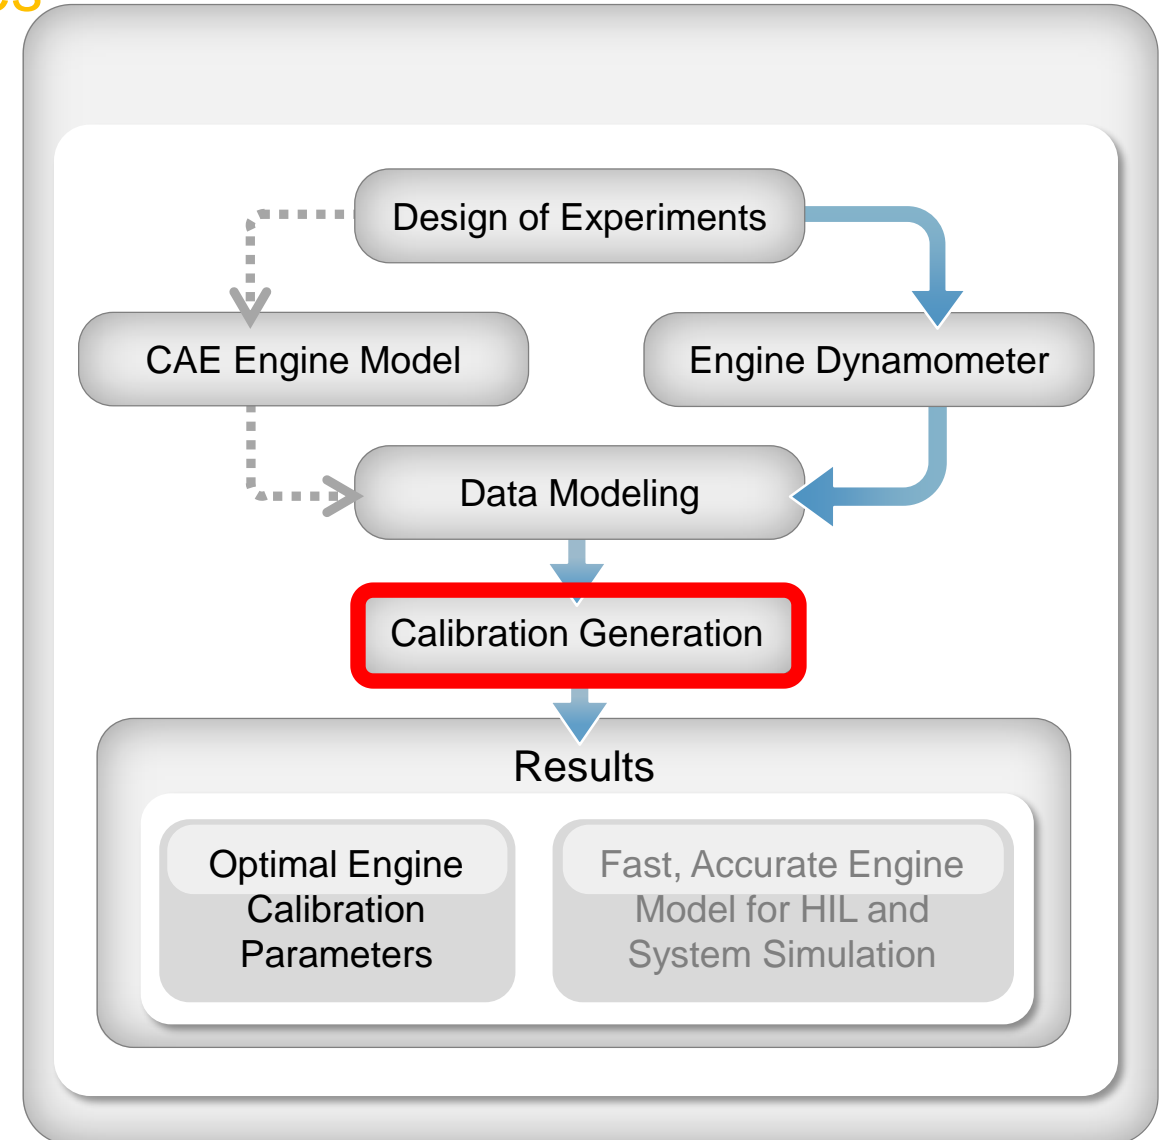 Design of Experiments
CAE Engine Model
Engine Dynamometer
Data Modeling
Calibration Generation
Results
Optimal Engine
Calibration
Parameters
Fast, Accurate Engine
Model for HIL and
System Simulation